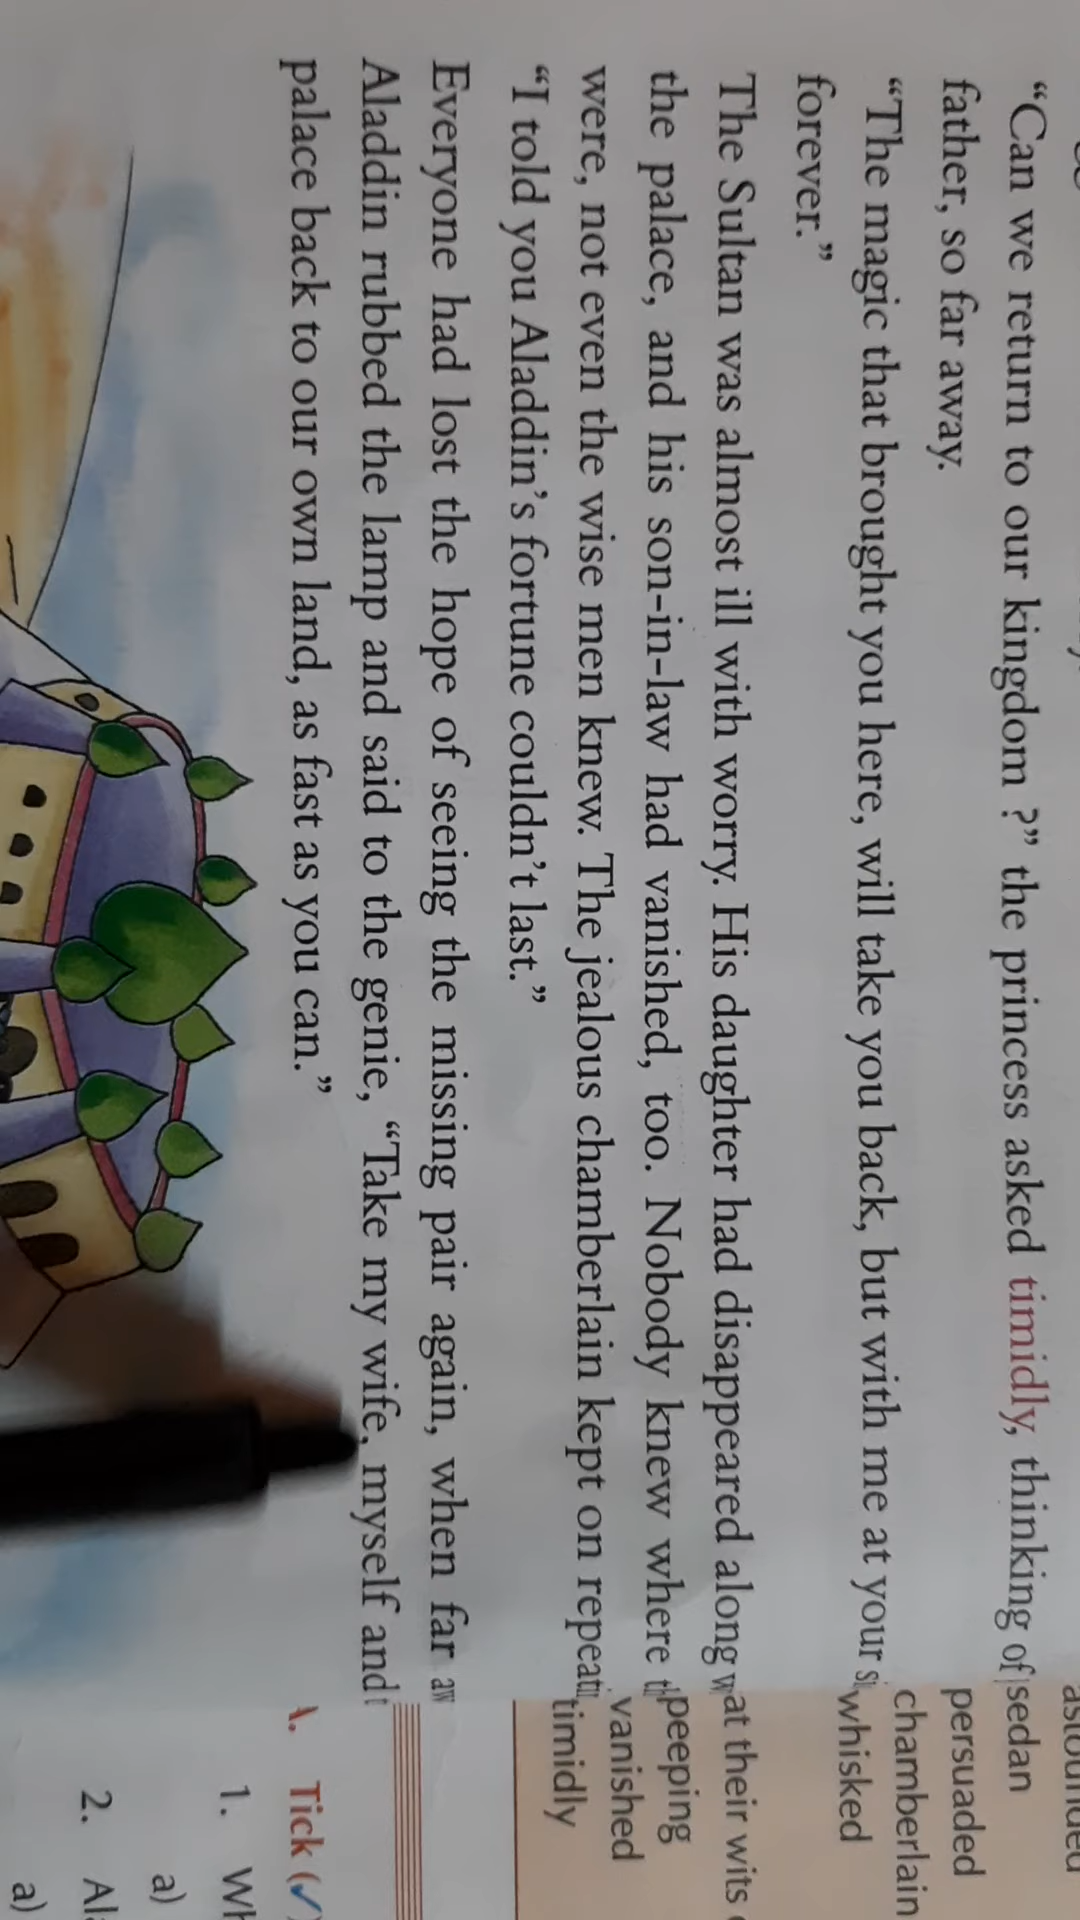 “Can we return to our kingdom ?” the princess asked timidly, thinking of
father, so far away.
“The magic that brought you here, will take you back, but with me at your
forever.”
The Sultan was almost ill with worry. His daughter had disappeared along
the palace, and his son-in-law had vanished, too. Nobody knew where
were, not even the wise men knew. The jealous chamberlain kept on
“I told you Aladdin’s fortune couldn’t last.”
Everyone had lost the hope of seeing the missing pair again, when far
Aladdin rubbed the lamp and said to the genie, “Take my wife, myself and
palace back to our own land, as fast as you can.”
sedan
persuaded
chamberlain
whisked
at their wits
peeping
vanished
timidly
Tick (✓)
1.
a)
2.
a)